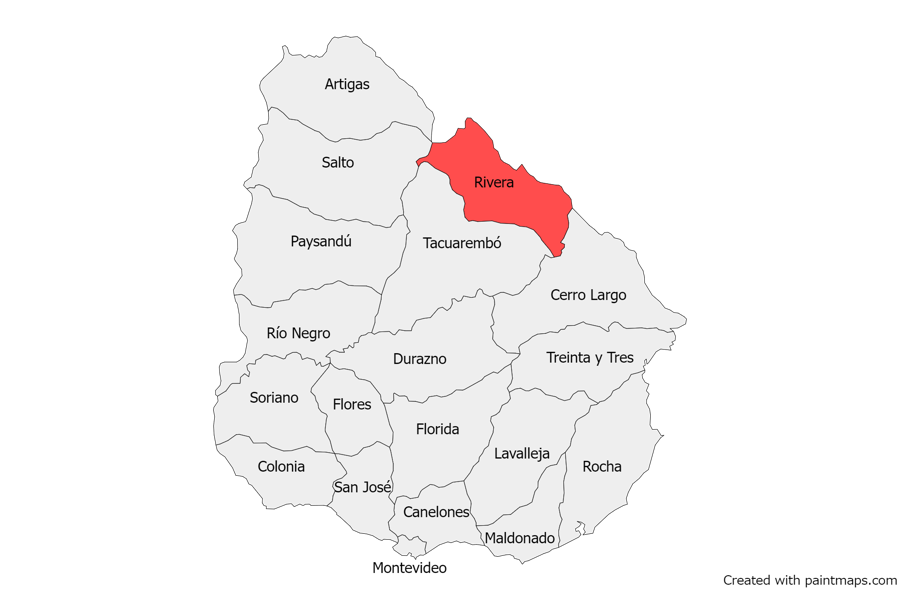 Artigas
Salto
Rivera
Paysandú
Tacuarembó
Cerro Largo
Río Negro
Durazno
Treinta y Tres
Soriano
Flores
Florida
Lavalleja
Colonia
Rocha
San José
Canelones
Maldonado
Montevideo
Created with paintmaps.com